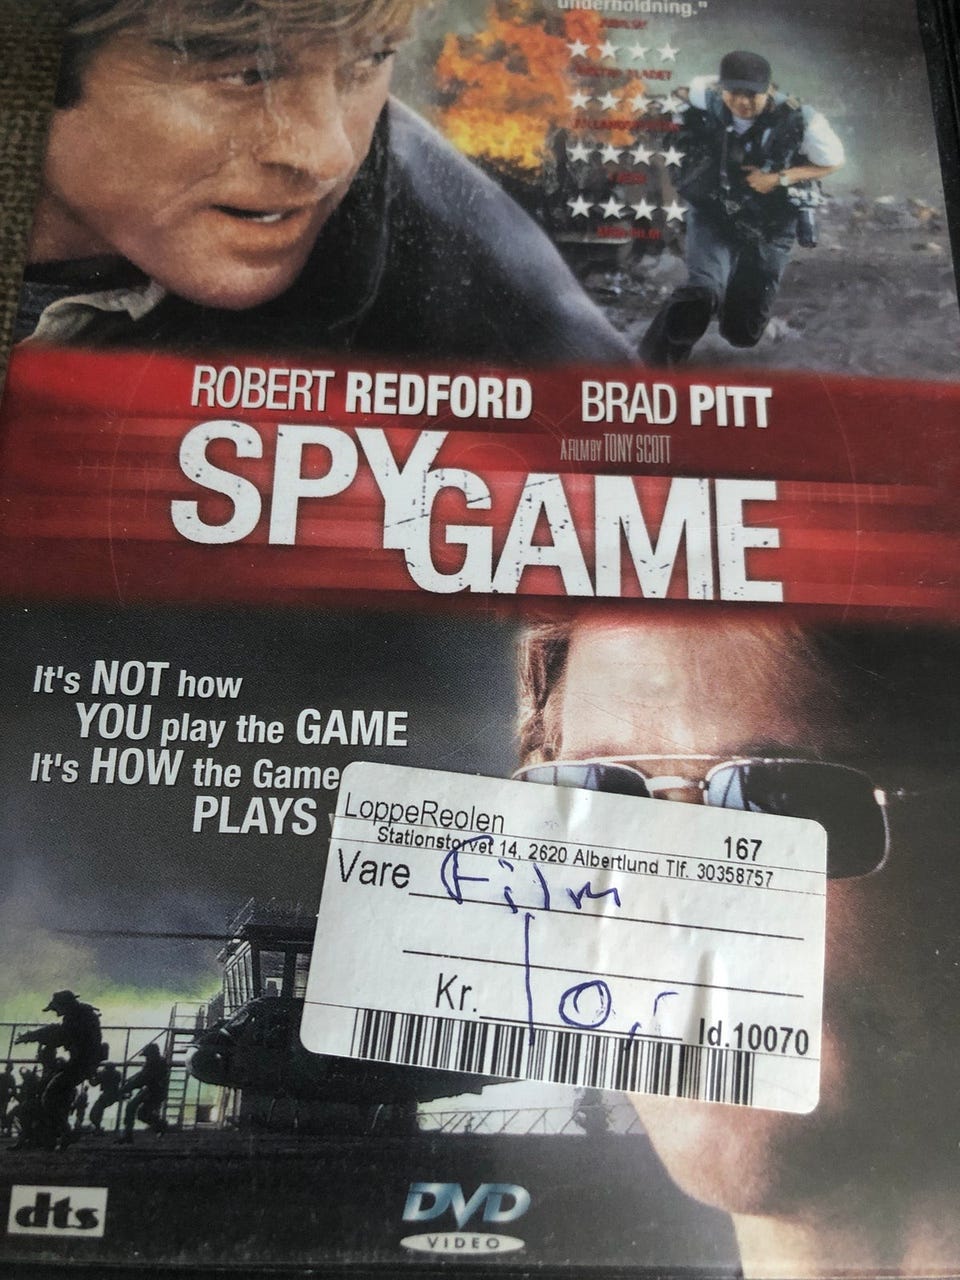 underholdning."
ROBERT REDFORD BRAD PITT
A FILM BY TONY SCOTT
SPY GAME
It's NOT how
YOU play the GAME
It's HOW the Game
PLAYS
LoppeReolen
167
Stationstorvet 14, 2620 Albertlund Tlf. 30358757
Vare Film
Kr. 10,-
Id.10070
dts
DVD
VIDEO